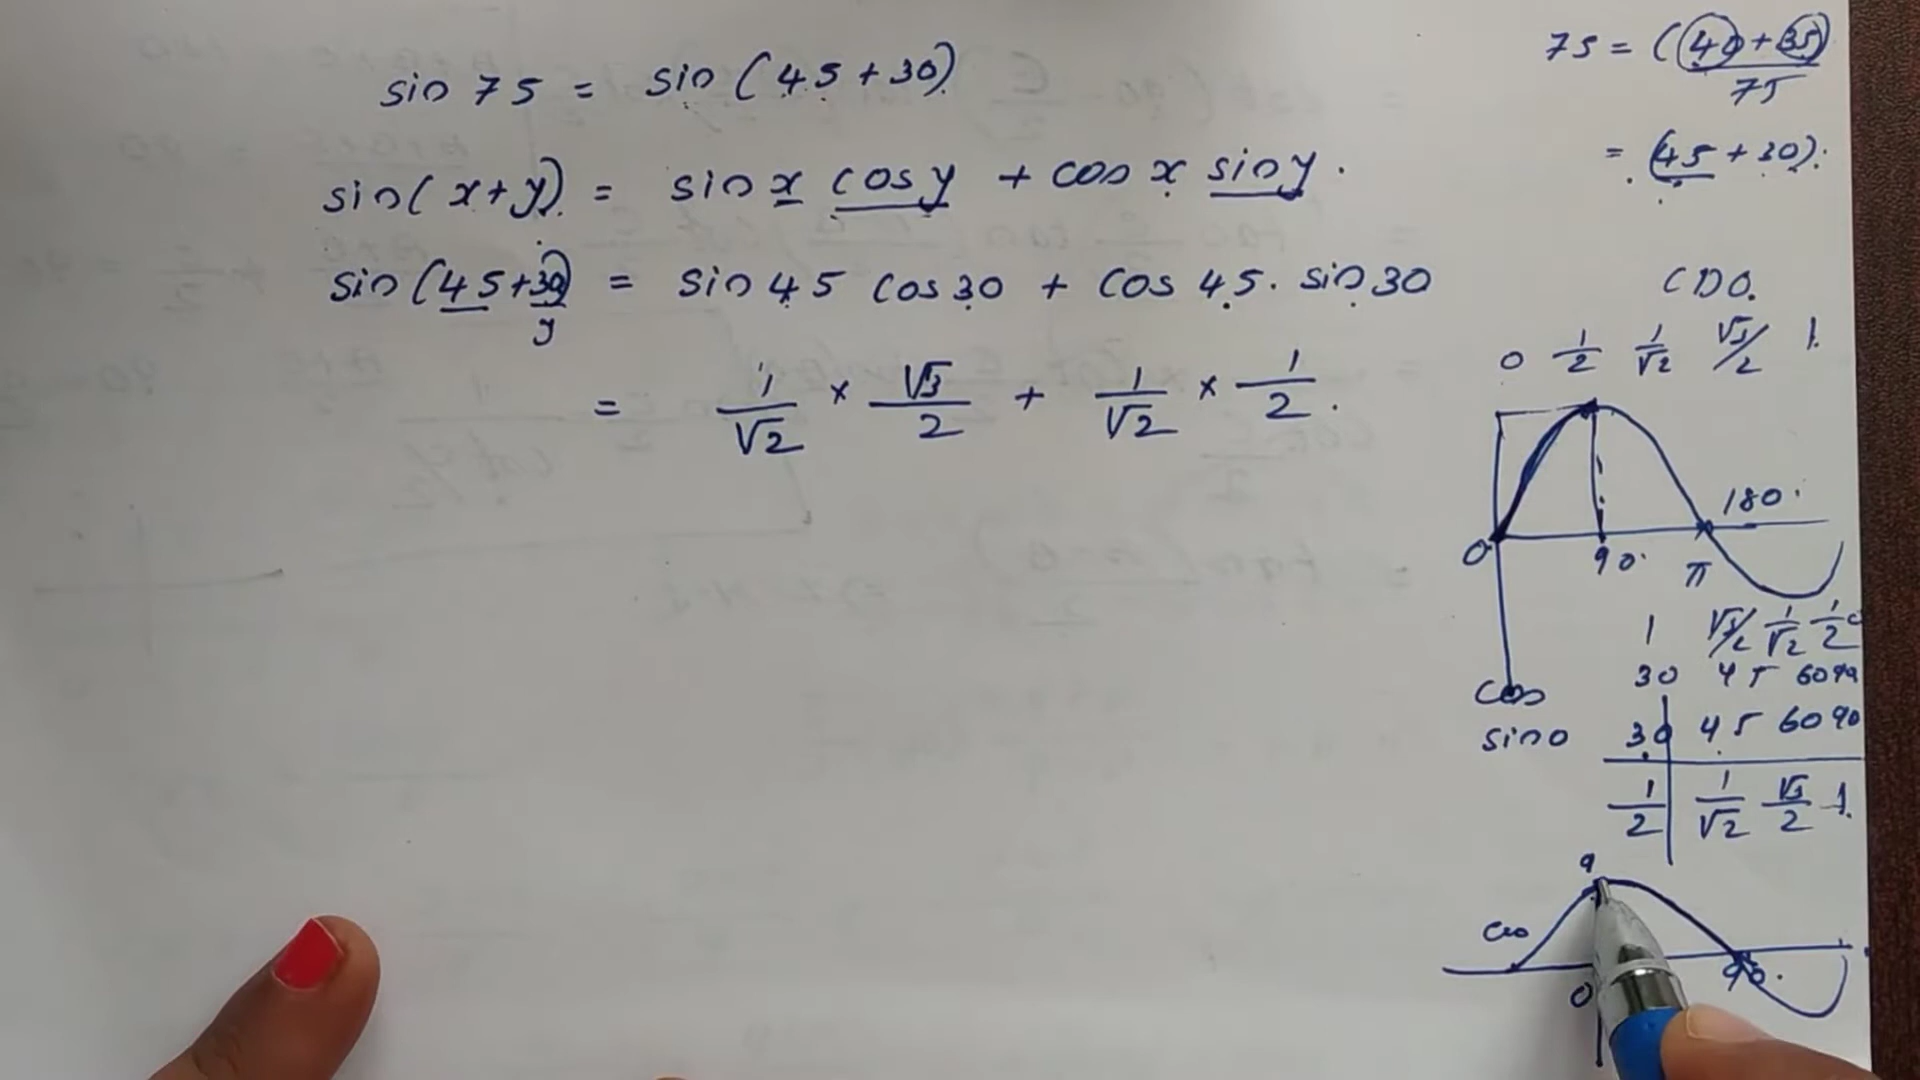 sin 75 = sin (45+30)
sin(x+y) = sin x cos y + cos x sin y.
sin(45+30) = sin 45 cos 30 + cos 45. sin 30
y
= 1/√2 × √3/2 + 1/√2 × 1/2.
75 = (40+35)
75
= (45+30).
0 1/2 1/√2 √3/2 1.
0 90. π 180.
1 √3/2 1/√2 1/2 0
cos 30 45 60 90
sin 0 30 45 60 90
1/2 1/√2 √3/2 1.
cos
0 90.